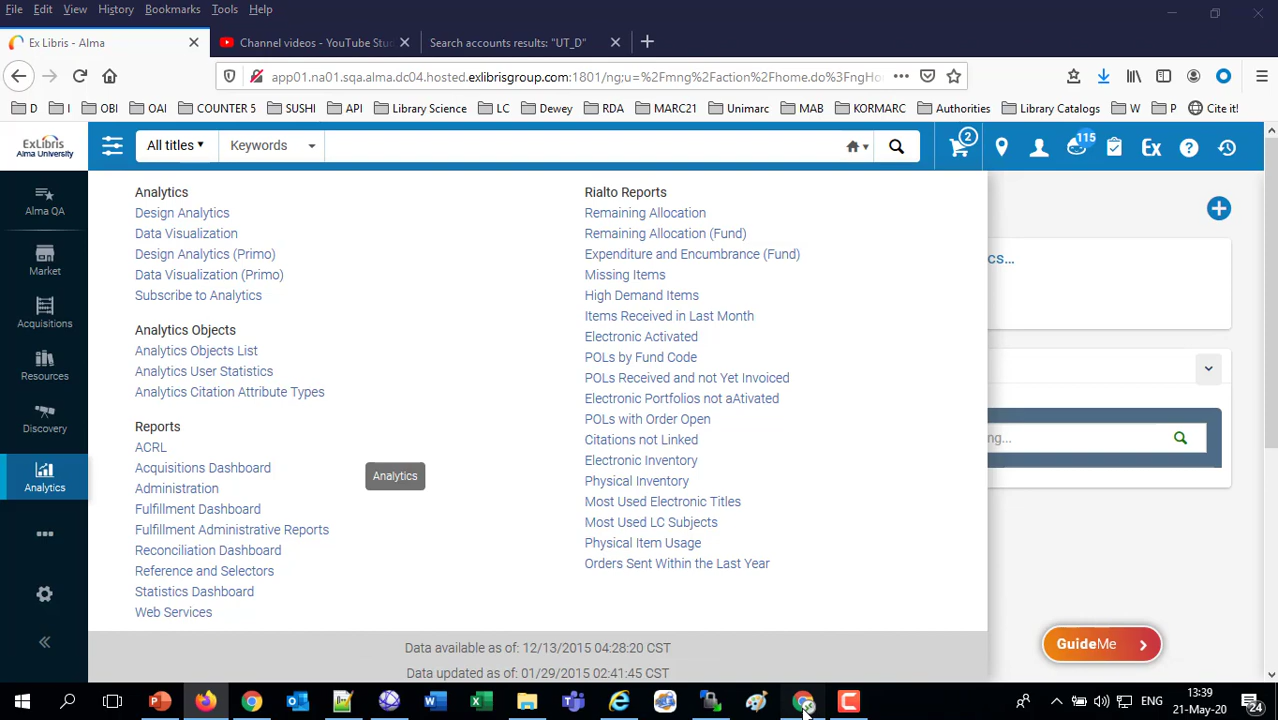 File Edit View History Bookmarks Tools Help
Ex Libris - Alma
Channel videos - YouTube Stu
Search accounts results: "UT_D"
app01.na01.sqa.alma.dc04.hosted.exlibrisgroup.com:1801/ng;u=%2Fmng%2Faction%2Fhome.do%3FngHo
D I OBI OAI COUNTER 5 SUSHI API Library Science LC Dewey RDA MARC21 Unimarc MAB KORMARC Authorities Library Catalogs W P Cite it!
ExLibris
Alma University
All titles
Keywords
2
115
Ex
Alma QA
Market
Acquisitions
Resources
Discovery
Analytics
Analytics
Design Analytics
Data Visualization
Design Analytics (Primo)
Data Visualization (Primo)
Subscribe to Analytics
Analytics Objects
Analytics Objects List
Analytics User Statistics
Analytics Citation Attribute Types
Reports
ACRL
Acquisitions Dashboard
Administration
Fulfillment Dashboard
Fulfillment Administrative Reports
Reconciliation Dashboard
Reference and Selectors
Statistics Dashboard
Web Services
Analytics
Rialto Reports
Remaining Allocation
Remaining Allocation (Fund)
Expenditure and Encumbrance (Fund)
Missing Items
High Demand Items
Items Received in Last Month
Electronic Activated
POLs by Fund Code
POLs Received and not Yet Invoiced
Electronic Portfolios not aAtivated
POLs with Order Open
Citations not Linked
Electronic Inventory
Physical Inventory
Most Used Electronic Titles
Most Used LC Subjects
Physical Item Usage
Orders Sent Within the Last Year
cs...
ng...
GuideMe
Data available as of: 12/13/2015 04:28:20 CST
Data updated as of: 01/29/2015 02:41:45 CST
ENG
13:39
21-May-20
24